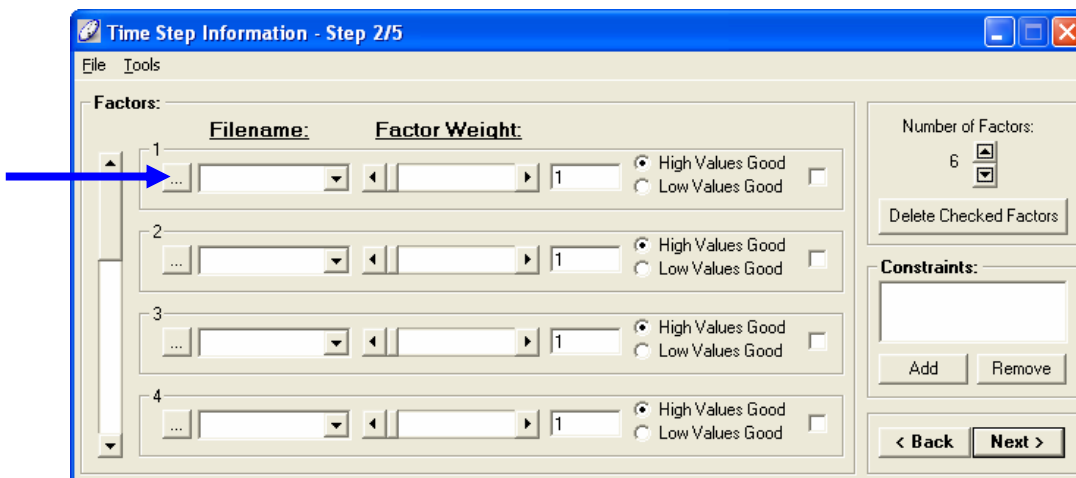 Time Step Information - Step 2/5
File Tools
Factors:
Filename: Factor Weight:
1
...
1
High Values Good
Low Values Good
2
...
1
High Values Good
Low Values Good
3
...
1
High Values Good
Low Values Good
4
...
1
High Values Good
Low Values Good
Number of Factors:
6
Delete Checked Factors
Constraints:
Add Remove
< Back Next >